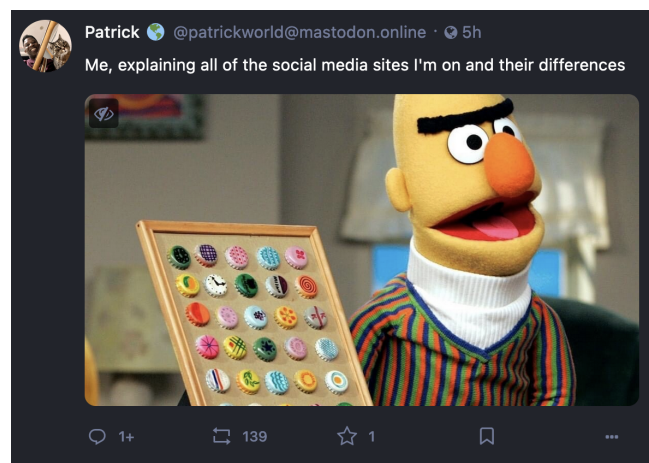 Patrick 🌎 @patrickworld@mastodon.online · 5h
Me, explaining all of the social media sites I'm on and their differences
1+ 139 1